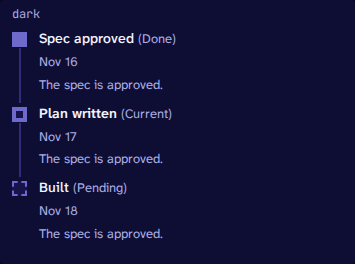 dark
Spec approved (Done)
Nov 16
The spec is approved.
Plan written (Current)
Nov 17
The spec is approved.
Built (Pending)
Nov 18
The spec is approved.